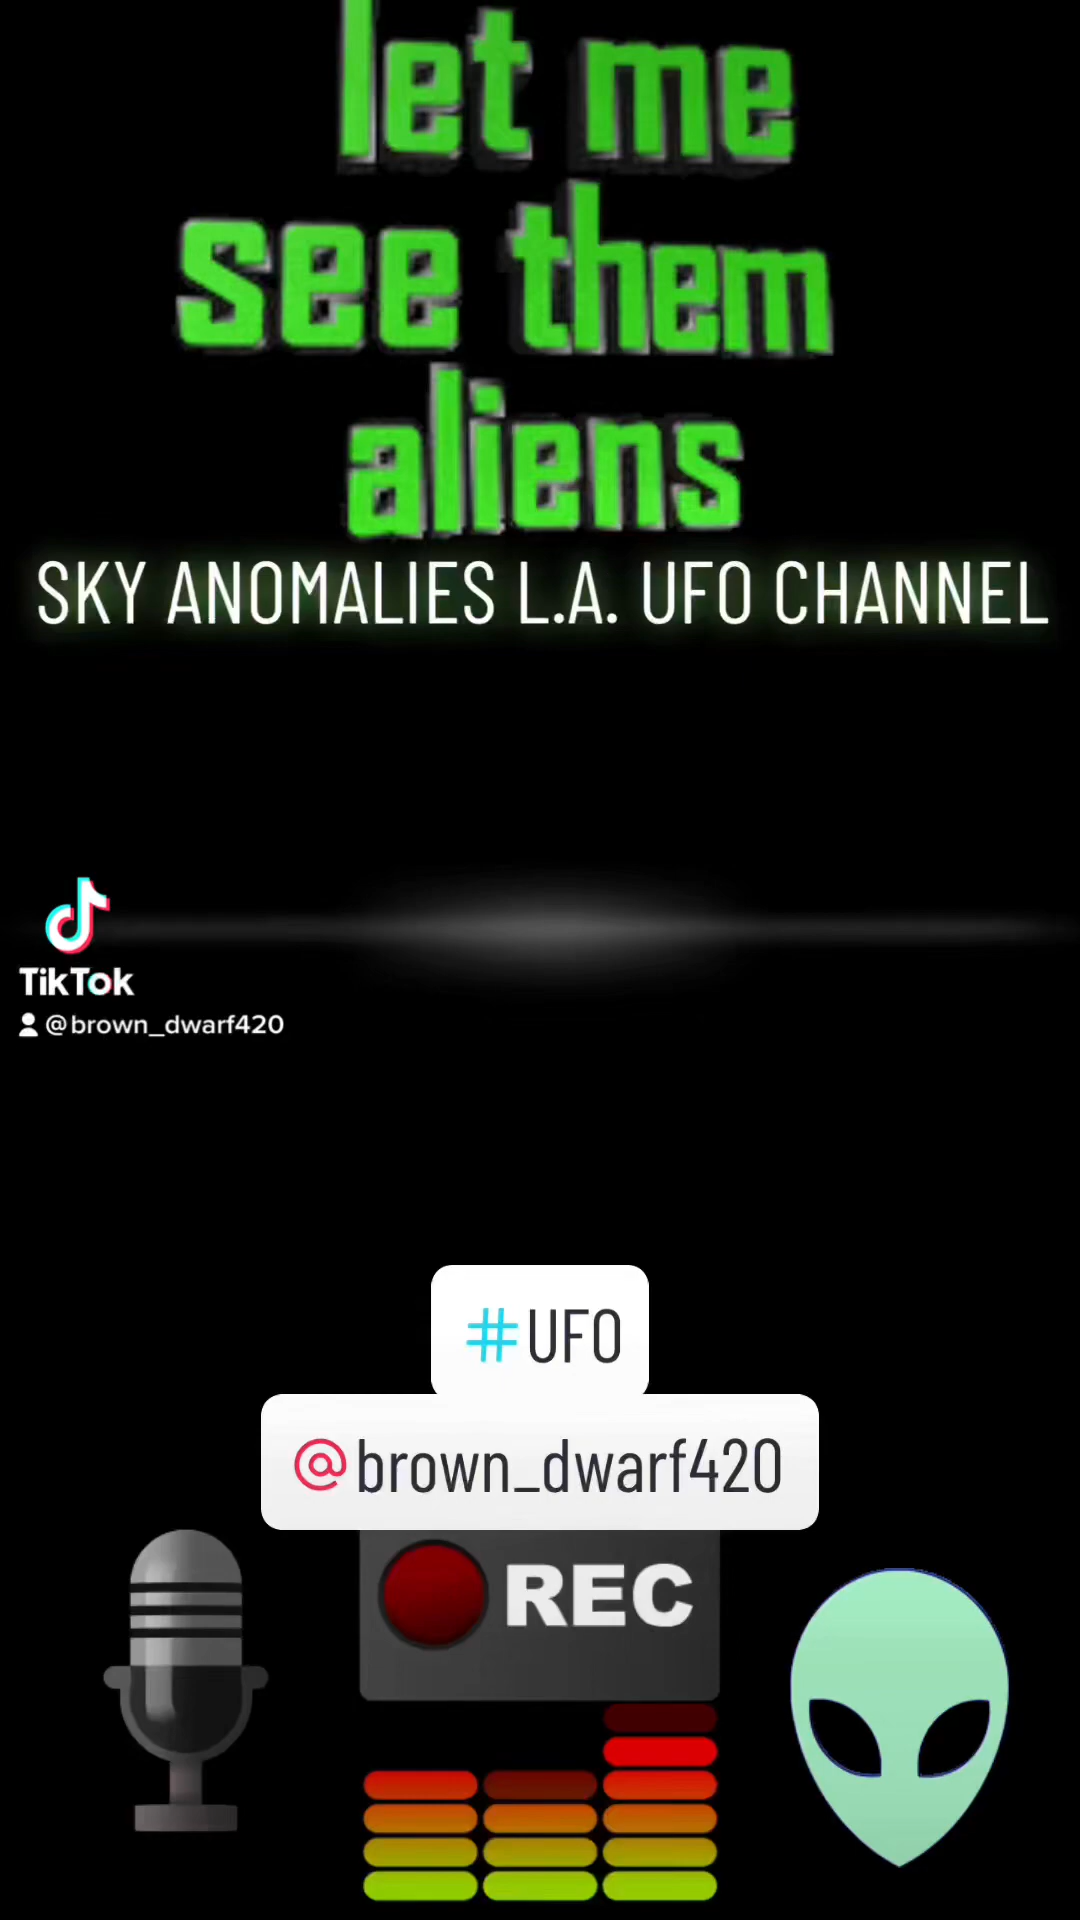 let me
see them
aliens
SKY ANOMALIES L.A. UFO CHANNEL
TikTok
@brown_dwarf420
#UFO
@brown_dwarf420
REC